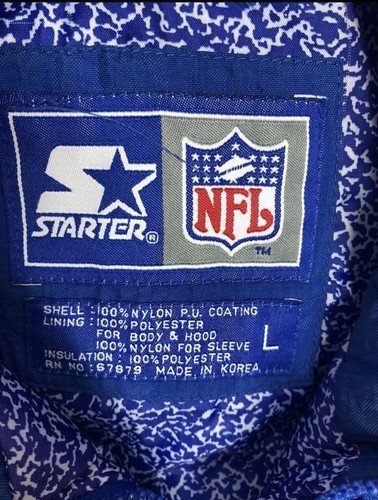 STARTER®
NFL
™
SHELL : 100% NYLON P.U. COATING
LINING : 100% POLYESTER
FOR BODY & HOOD
100% NYLON FOR SLEEVE
INSULATION : 100% POLYESTER
RN NO : 67879 MADE IN KOREA
L